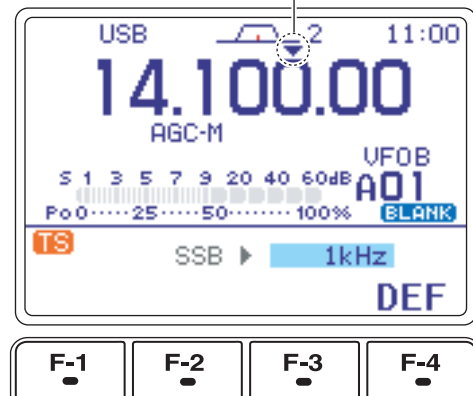 USB 2 11:00
14.100.00
AGC-M
VFOB
S 1 3 5 7 9 20 40 60dB A01
Po 0·····25·····50········100% BLANK
TS
SSB ▶ 1kHz
DEF
F-1 F-2 F-3 F-4